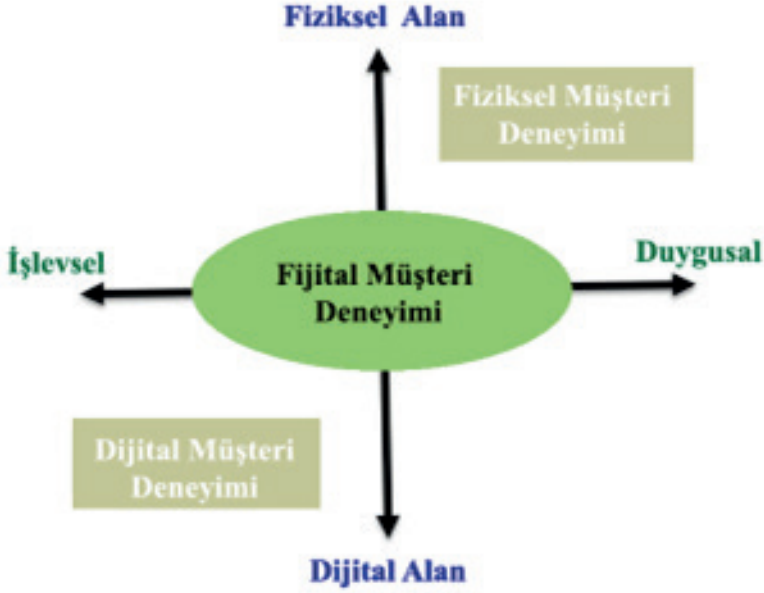 Fiziksel Alan
Fiziksel Müşteri
Deneyimi
İşlevsel
Duygusal
Fijital Müşteri
Deneyimi
Dijital Müşteri
Deneyimi
Dijital Alan